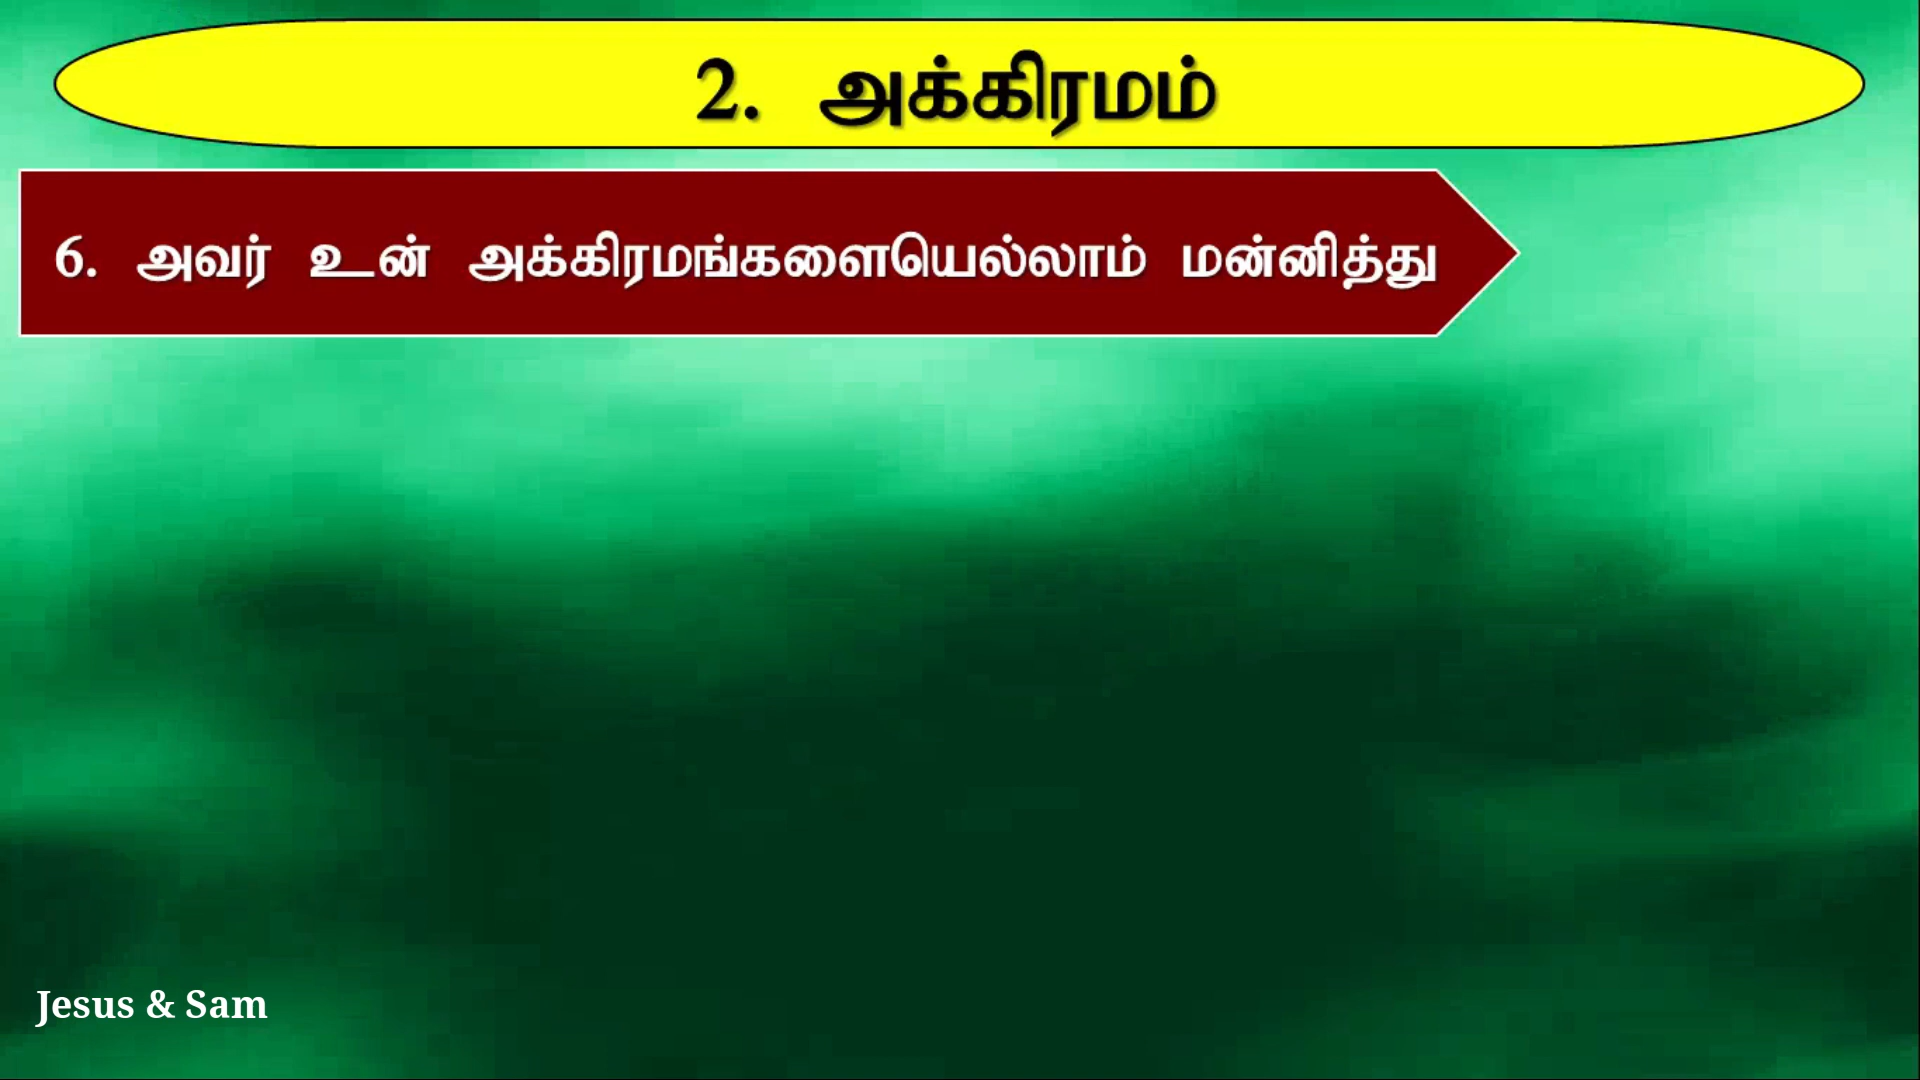 2. அக்கிரமம்
6. அவர் உன் அக்கிரமங்களையெல்லாம் மன்னித்து
Jesus & Sam